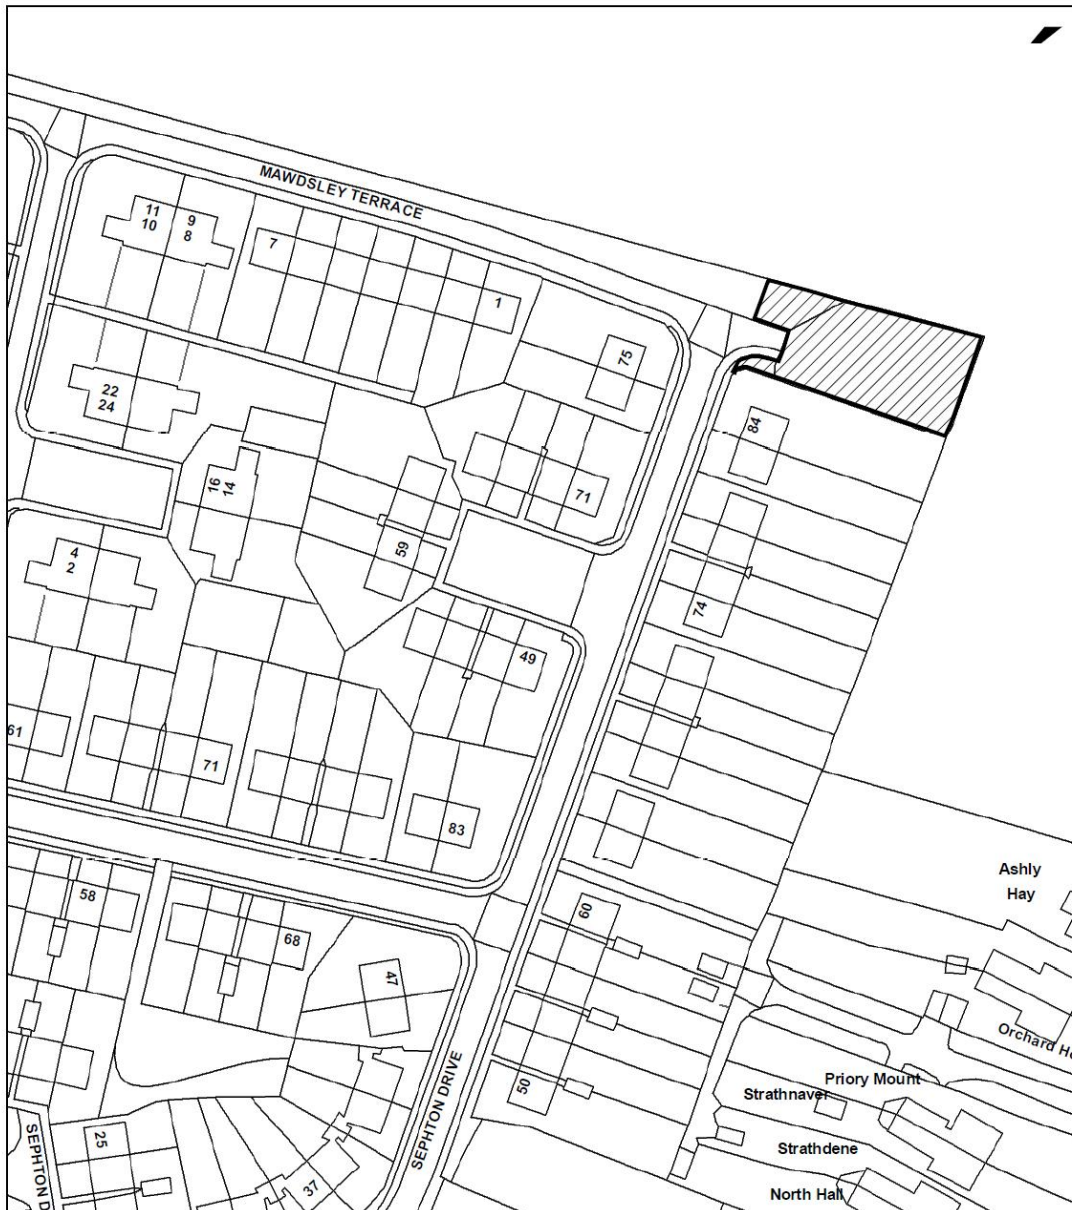 MAWDSLEY TERRACE
11
10
9
8
7
1
75
22
24
84
16
14
71
59
4
2
74
49
61
71
83
Ashly
Hay
58
60
68
47
Orchard Ho
Priory Mount
SEPHTON DRIVE
50
Strathnaver
25
SEPHTON D
Strathdene
37
North Hall